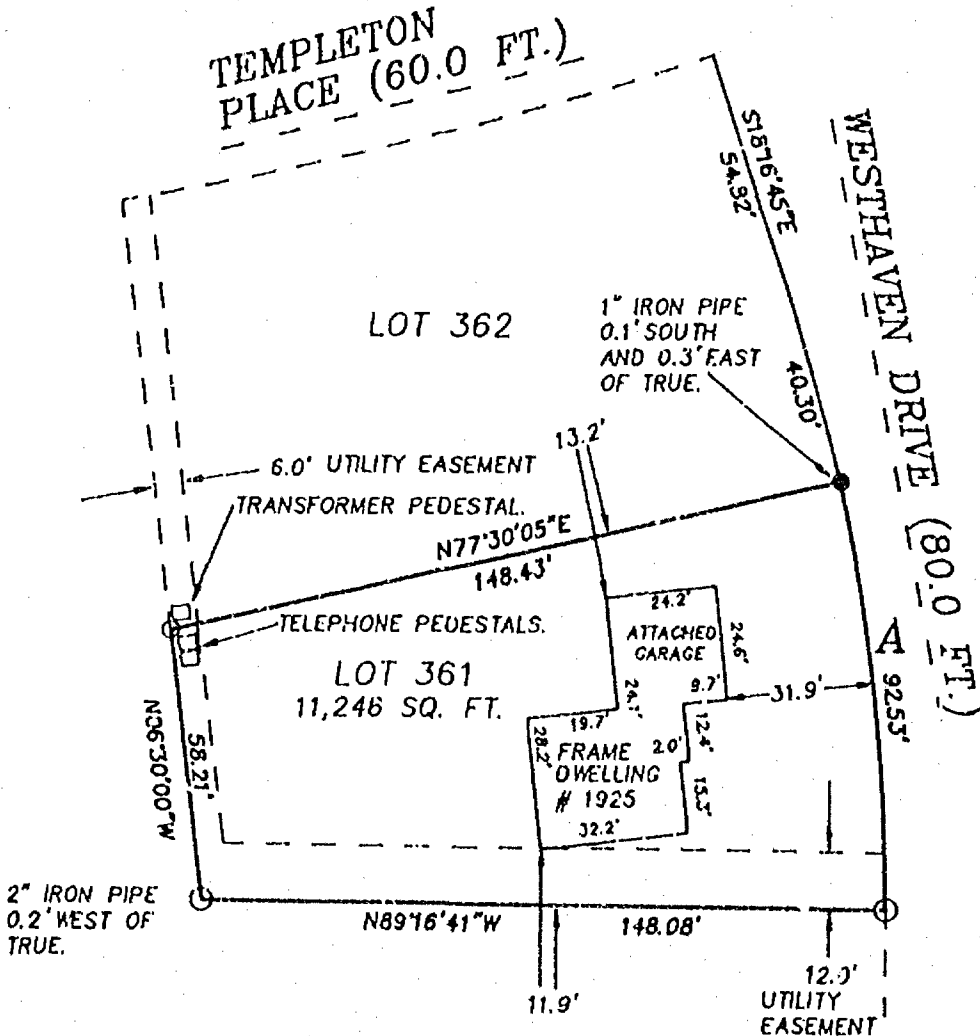 TEMPLETON
PLACE (60.0 FT.)
S18°16'45"E
54.92'
WESTHAVEN DRIVE (80.0 FT.)
LOT 362
1" IRON PIPE
0.1' SOUTH
AND 0.3' EAST
OF TRUE.
40.30'
13.2'
6.0' UTILITY EASEMENT
TRANSFORMER PEDESTAL.
N77°30'05"E
148.43'
TELEPHONE PEDESTALS.
24.2'
ATTACHED
GARAGE
24.6'
A
92.53'
LOT 361
11,246 SQ. FT.
24.1'
9.7'
31.9'
N06°30'00"W
58.21'
19.7'
28.2'
FRAME
DWELLING
# 1925
2.0'
12.4'
15.3'
32.2'
2" IRON PIPE
0.2' WEST OF
TRUE.
N89°16'41"W
148.08'
11.9'
12.0'
UTILITY
EASEMENT